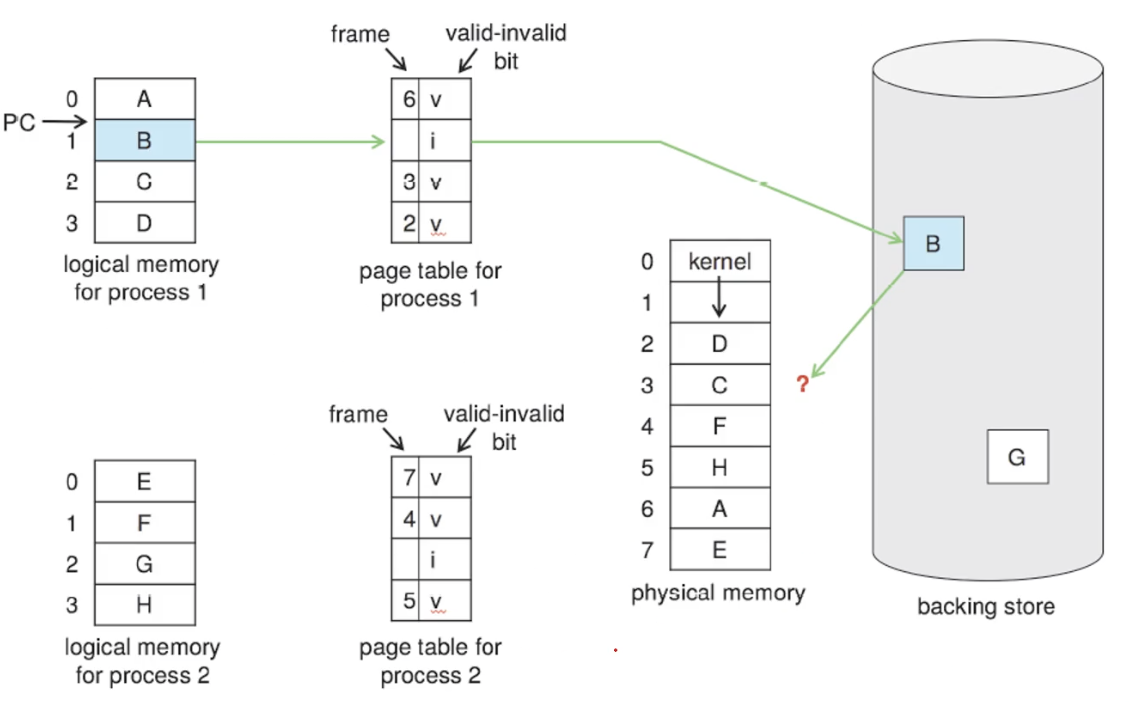 frame
valid-invalid
bit
PC
0 A
1 B
2 C
3 D
logical memory
for process 1
6 v
i
3 v
2 v
page table for
process 1
0 kernel
1
2 D
3 C
4 F
5 H
6 A
7 E
physical memory
?
B
G
backing store
0 E
1 F
2 G
3 H
logical memory
for process 2
frame
valid-invalid
bit
7 v
4 v
i
5 v
page table for
process 2